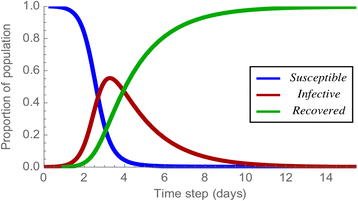 Proportion of population
1.0
0.8
0.6
0.4
0.2
0.0
0 2 4 6 8 10 12 14
Time step (days)
Susceptible
Infective
Recovered